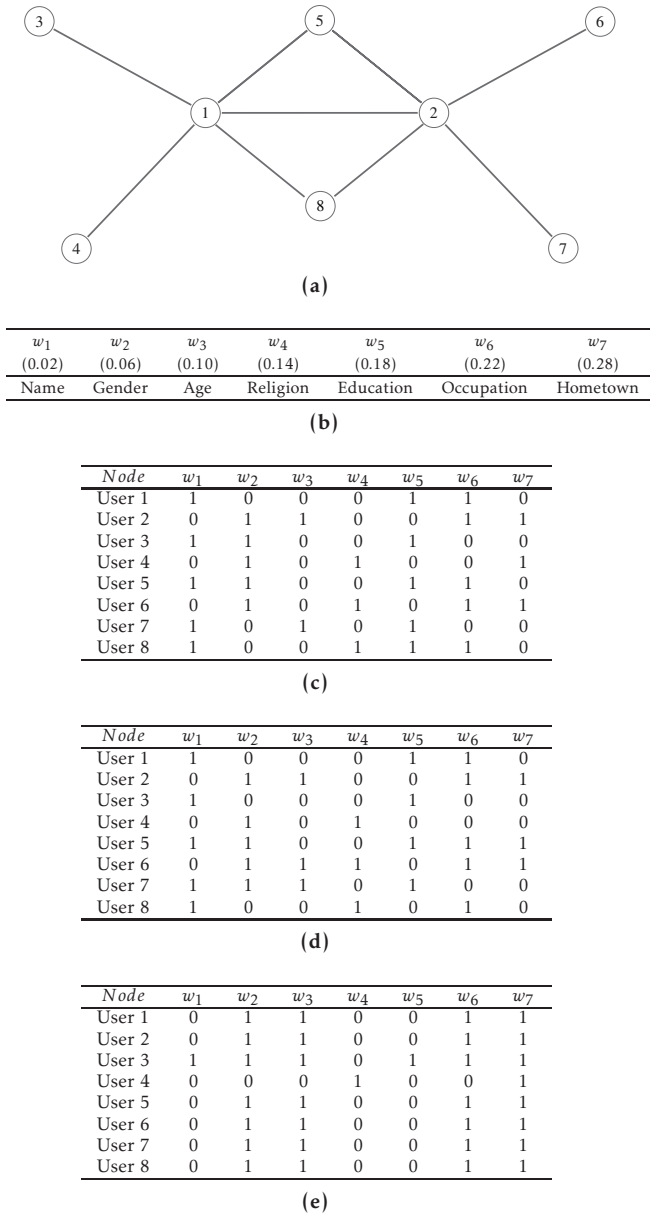 3 5 6
1 2
8
4 7
(a)
w1 w2 w3 w4 w5 w6 w7
(0.02) (0.06) (0.10) (0.14) (0.18) (0.22) (0.28)
Name Gender Age Religion Education Occupation Hometown
(b)
Node w1 w2 w3 w4 w5 w6 w7
User 1 1 0 0 0 1 1 0
User 2 0 1 1 0 0 1 1
User 3 1 1 0 0 1 0 0
User 4 0 1 0 1 0 0 1
User 5 1 1 0 0 1 1 0
User 6 0 1 0 1 0 1 1
User 7 1 0 1 0 1 0 0
User 8 1 0 0 1 1 1 0
(c)
Node w1 w2 w3 w4 w5 w6 w7
User 1 1 0 0 0 1 1 0
User 2 0 1 1 0 0 1 1
User 3 1 0 0 0 1 0 0
User 4 0 1 0 1 0 0 0
User 5 1 1 0 0 1 1 1
User 6 0 1 1 1 0 1 1
User 7 1 1 1 0 1 0 0
User 8 1 0 0 1 0 1 0
(d)
Node w1 w2 w3 w4 w5 w6 w7
User 1 0 1 1 0 0 1 1
User 2 0 1 1 0 0 1 1
User 3 1 1 1 0 1 1 1
User 4 0 0 0 1 0 0 1
User 5 0 1 1 0 0 1 1
User 6 0 1 1 0 0 1 1
User 7 0 1 1 0 0 1 1
User 8 0 1 1 0 0 1 1
(e)